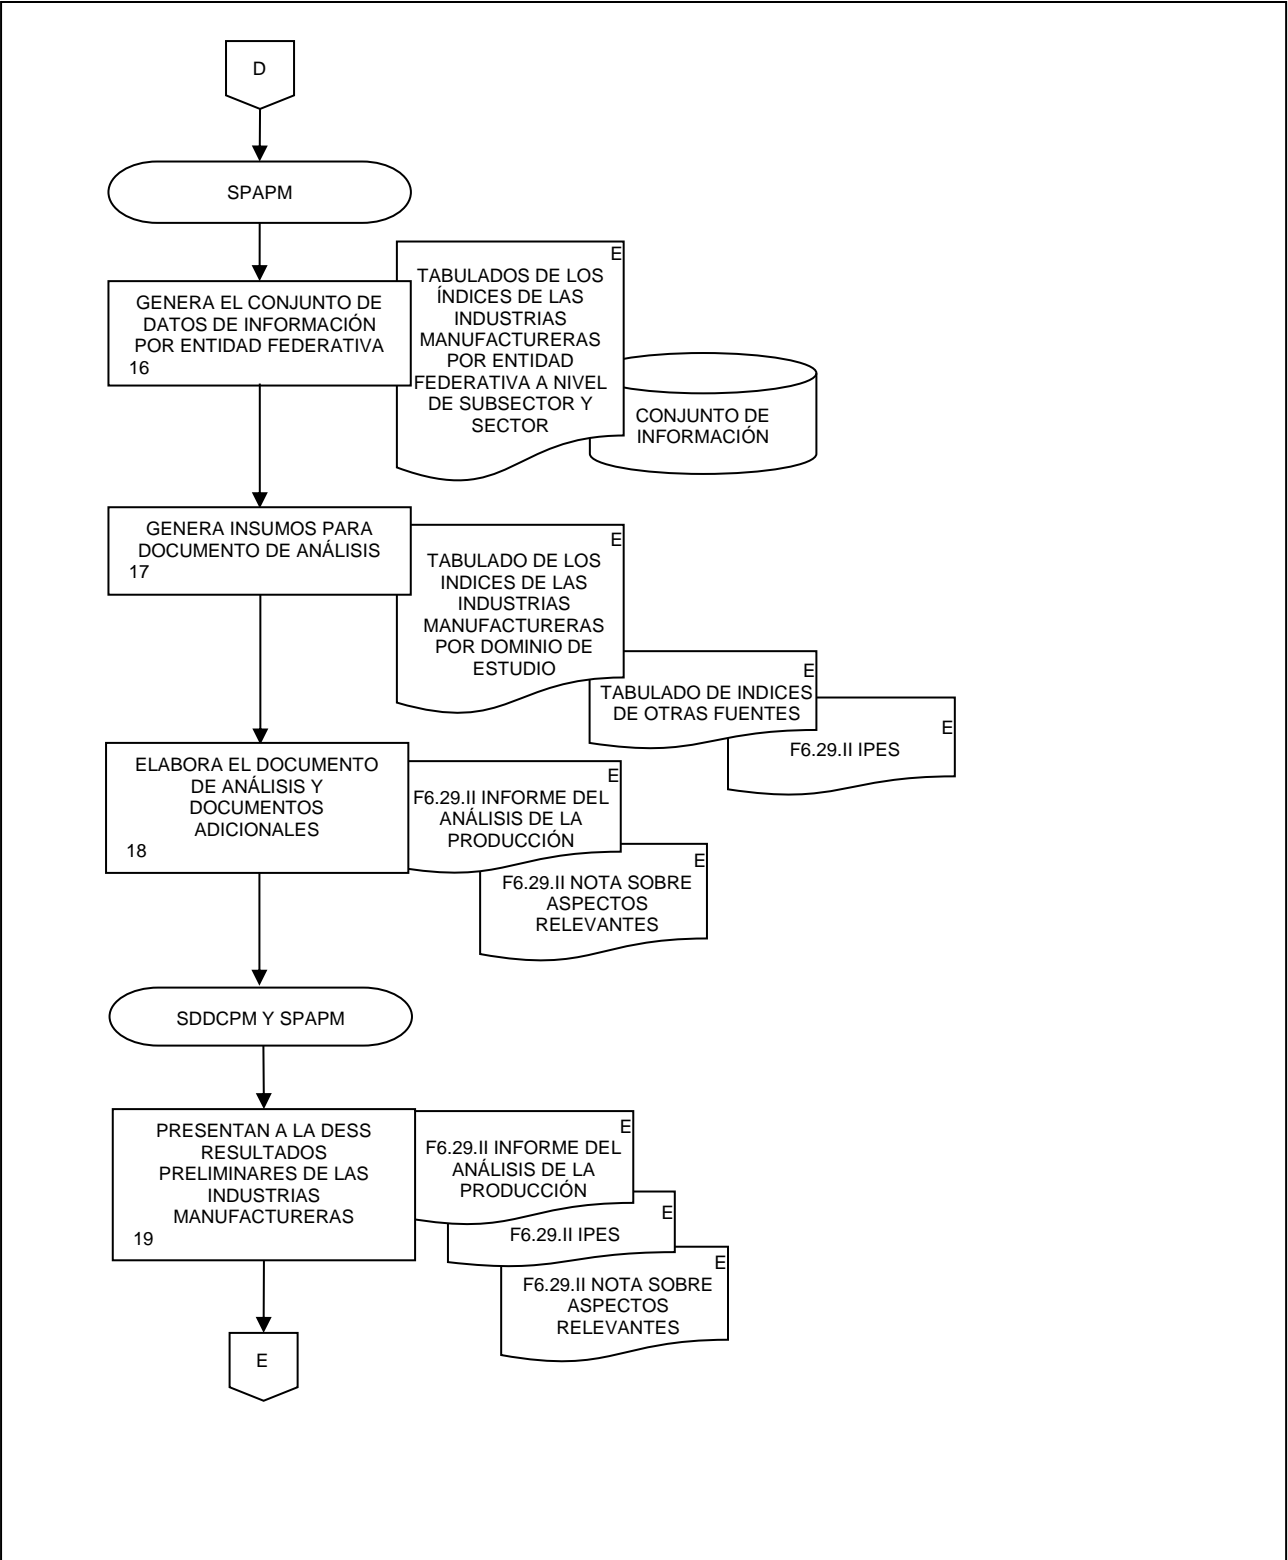 D
SPAPM
GENERA EL CONJUNTO DE
DATOS DE INFORMACIÓN
POR ENTIDAD FEDERATIVA
16
E
TABULADOS DE LOS
ÍNDICES DE LAS
INDUSTRIAS
MANUFACTURERAS
POR ENTIDAD
FEDERATIVA A NIVEL
DE SUBSECTOR Y
SECTOR
CONJUNTO DE
INFORMACIÓN
GENERA INSUMOS PARA
DOCUMENTO DE ANÁLISIS
17
E
TABULADO DE LOS
INDICES DE LAS
INDUSTRIAS
MANUFACTURERAS
POR DOMINIO DE
ESTUDIO
E
TABULADO DE INDICES
DE OTRAS FUENTES
E
F6.29.II IPES
ELABORA EL DOCUMENTO
DE ANÁLISIS Y
DOCUMENTOS
ADICIONALES
18
E
F6.29.II INFORME DEL
ANÁLISIS DE LA
PRODUCCIÓN
E
F6.29.II NOTA SOBRE
ASPECTOS
RELEVANTES
SDDCPM Y SPAPM
PRESENTAN A LA DESS
RESULTADOS
PRELIMINARES DE LAS
INDUSTRIAS
MANUFACTURERAS
19
E
F6.29.II INFORME DEL
ANÁLISIS DE LA
PRODUCCIÓN
E
F6.29.II IPES
E
F6.29.II NOTA SOBRE
ASPECTOS
RELEVANTES
E